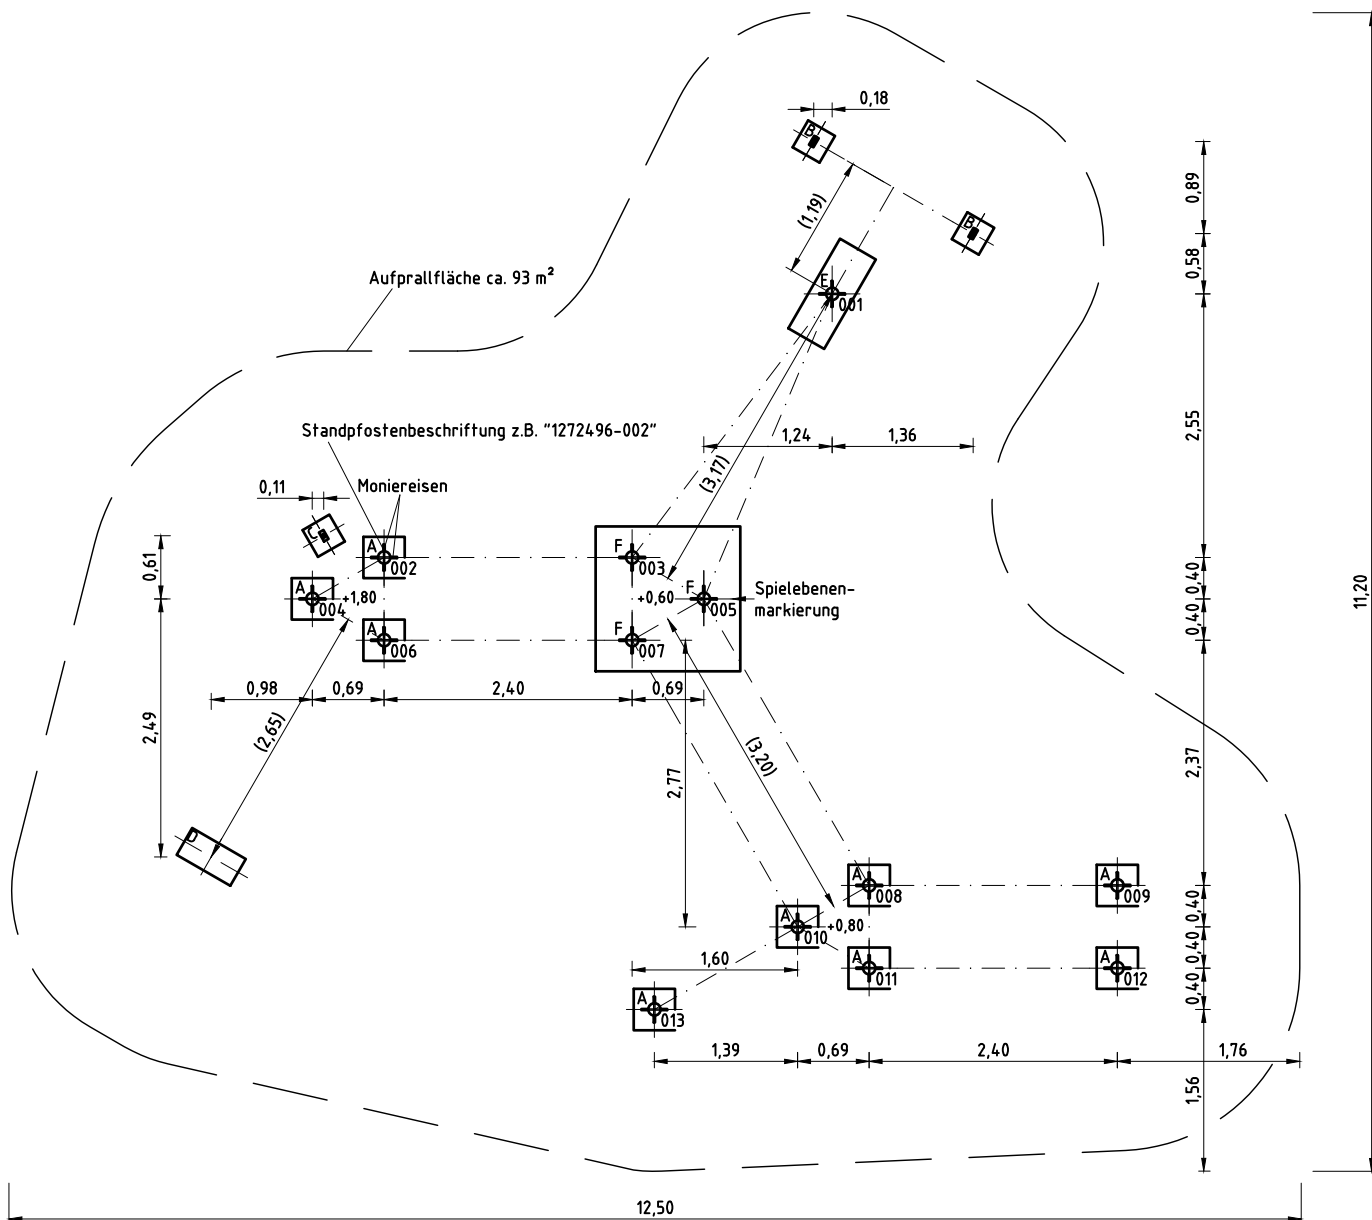 0,18
B
0,89
(1,19)
B
0,58
Aufprallfläche ca. 93 m²
E
001
2,55
Standpfostenbeschriftung z.B. "1272496-002"
1,24
1,36
(3,17)
Moniereisen
0,11
C
A
002
F
003
0,61
0,40
11,20
A
004
+1,80
+0,60
F
005
Spielebenen-
markierung
0,40
A
006
F
007
0,98
0,69
2,40
0,69
2,49
(2,65)
(3,20)
2,77
2,37
D
A
008
A
009
0,40
A
010
+0,80
0,40
1,60
A
011
A
012
0,40
A
013
1,39
0,69
2,40
1,76
1,56
12,50